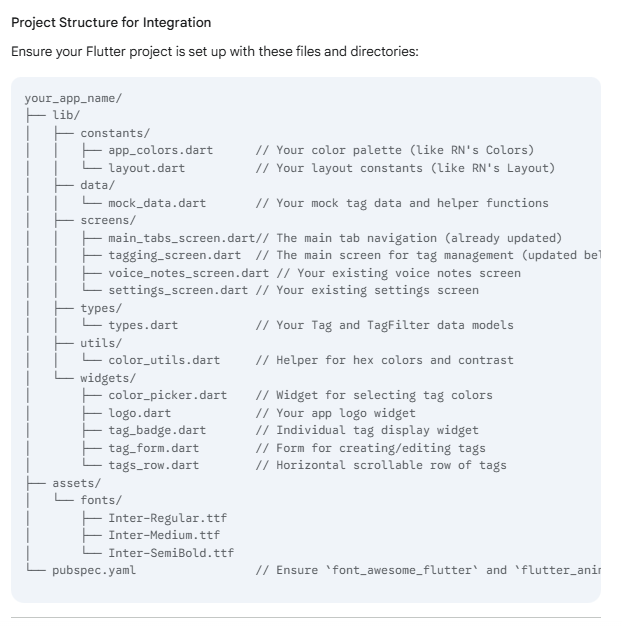 Project Structure for Integration
Ensure your Flutter project is set up with these files and directories:
your_app_name/
├── lib/
│   ├── constants/
│   │   ├── app_colors.dart      // Your color palette (like RN's Colors)
│   │   └── layout.dart          // Your layout constants (like RN's Layout)
│   ├── data/
│   │   └── mock_data.dart       // Your mock tag data and helper functions
│   ├── screens/
│   │   ├── main_tabs_screen.dart// The main tab navigation (already updated)
│   │   ├── tagging_screen.dart  // The main screen for tag management (updated bel
│   │   ├── voice_notes_screen.dart // Your existing voice notes screen
│   │   └── settings_screen.dart // Your existing settings screen
│   ├── types/
│   │   └── types.dart           // Your Tag and TagFilter data models
│   ├── utils/
│   │   └── color_utils.dart     // Helper for hex colors and contrast
│   └── widgets/
│       ├── color_picker.dart    // Widget for selecting tag colors
│       ├── logo.dart            // Your app logo widget
│       ├── tag_badge.dart       // Individual tag display widget
│       ├── tag_form.dart        // Form for creating/editing tags
│       └── tags_row.dart        // Horizontal scrollable row of tags
├── assets/
│   └── fonts/
│       ├── Inter-Regular.ttf
│       ├── Inter-Medium.ttf
│       └── Inter-SemiBold.ttf
└── pubspec.yaml                 // Ensure `font_awesome_flutter` and `flutter_anim